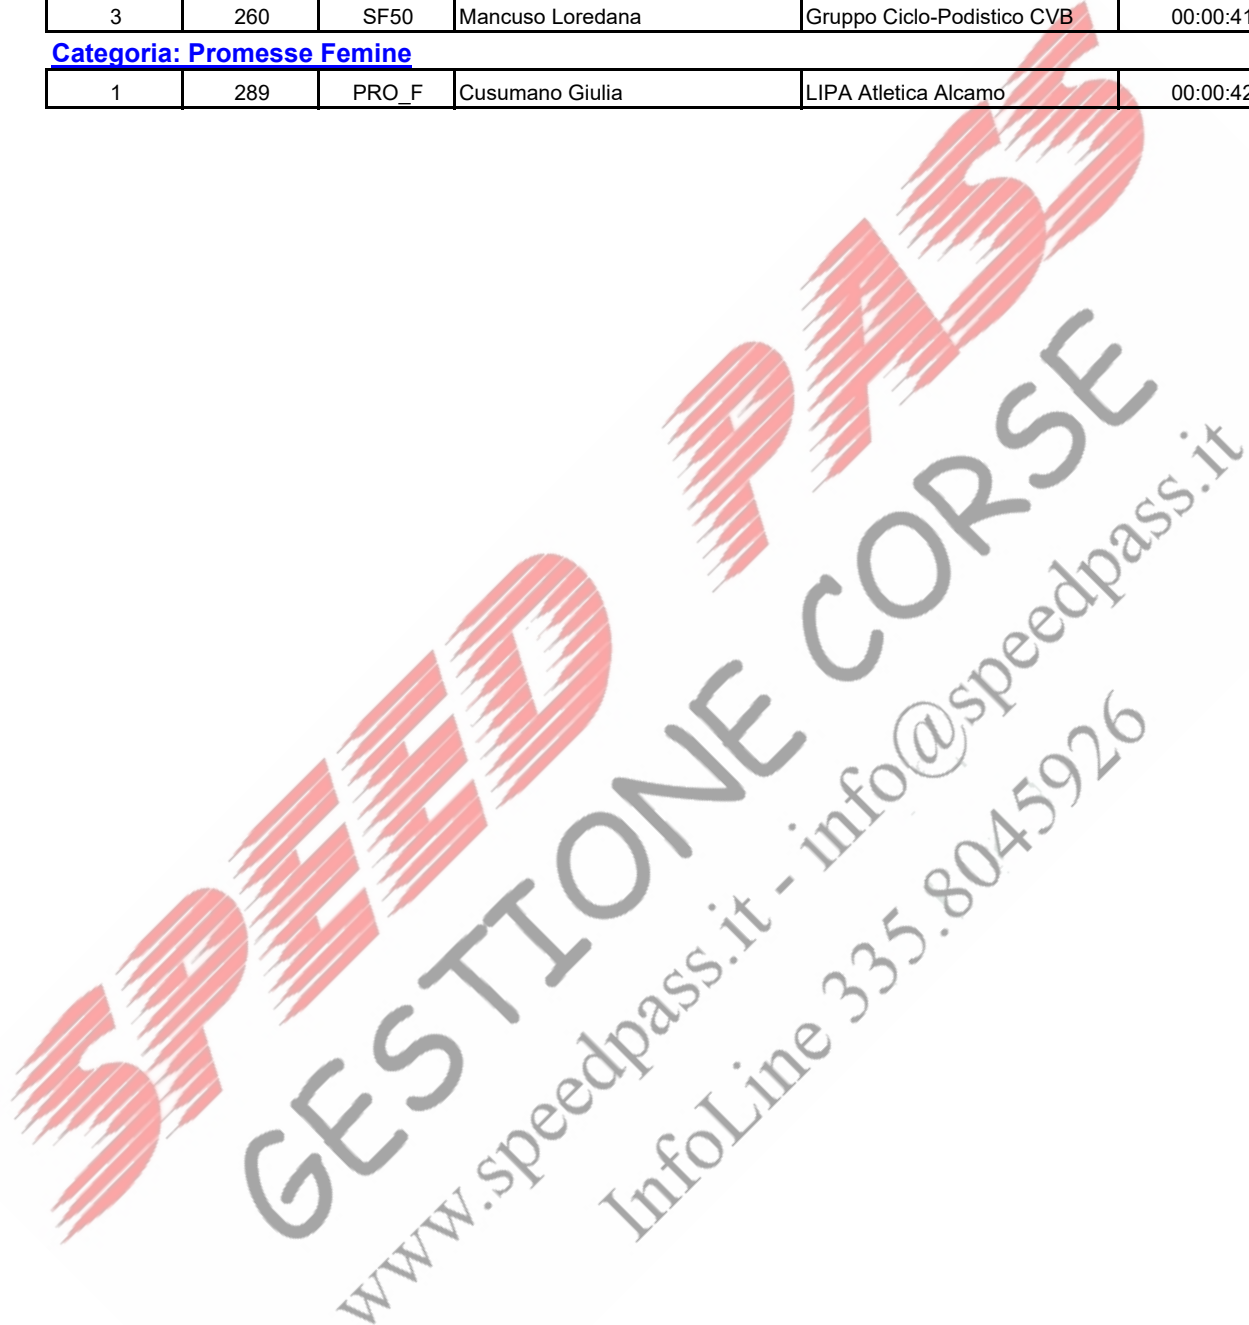 3 260 SF50 Mancuso Loredana Gruppo Ciclo-Podistico CVB 00:00:41
Categoria: Promesse Femine
1 289 PRO_F Cusumano Giulia LIPA Atletica Alcamo 00:00:42
SPEED PASS
GESTIONE CORSE
www.speedpass.it - info@speedpass.it
InfoLine 335.8045926